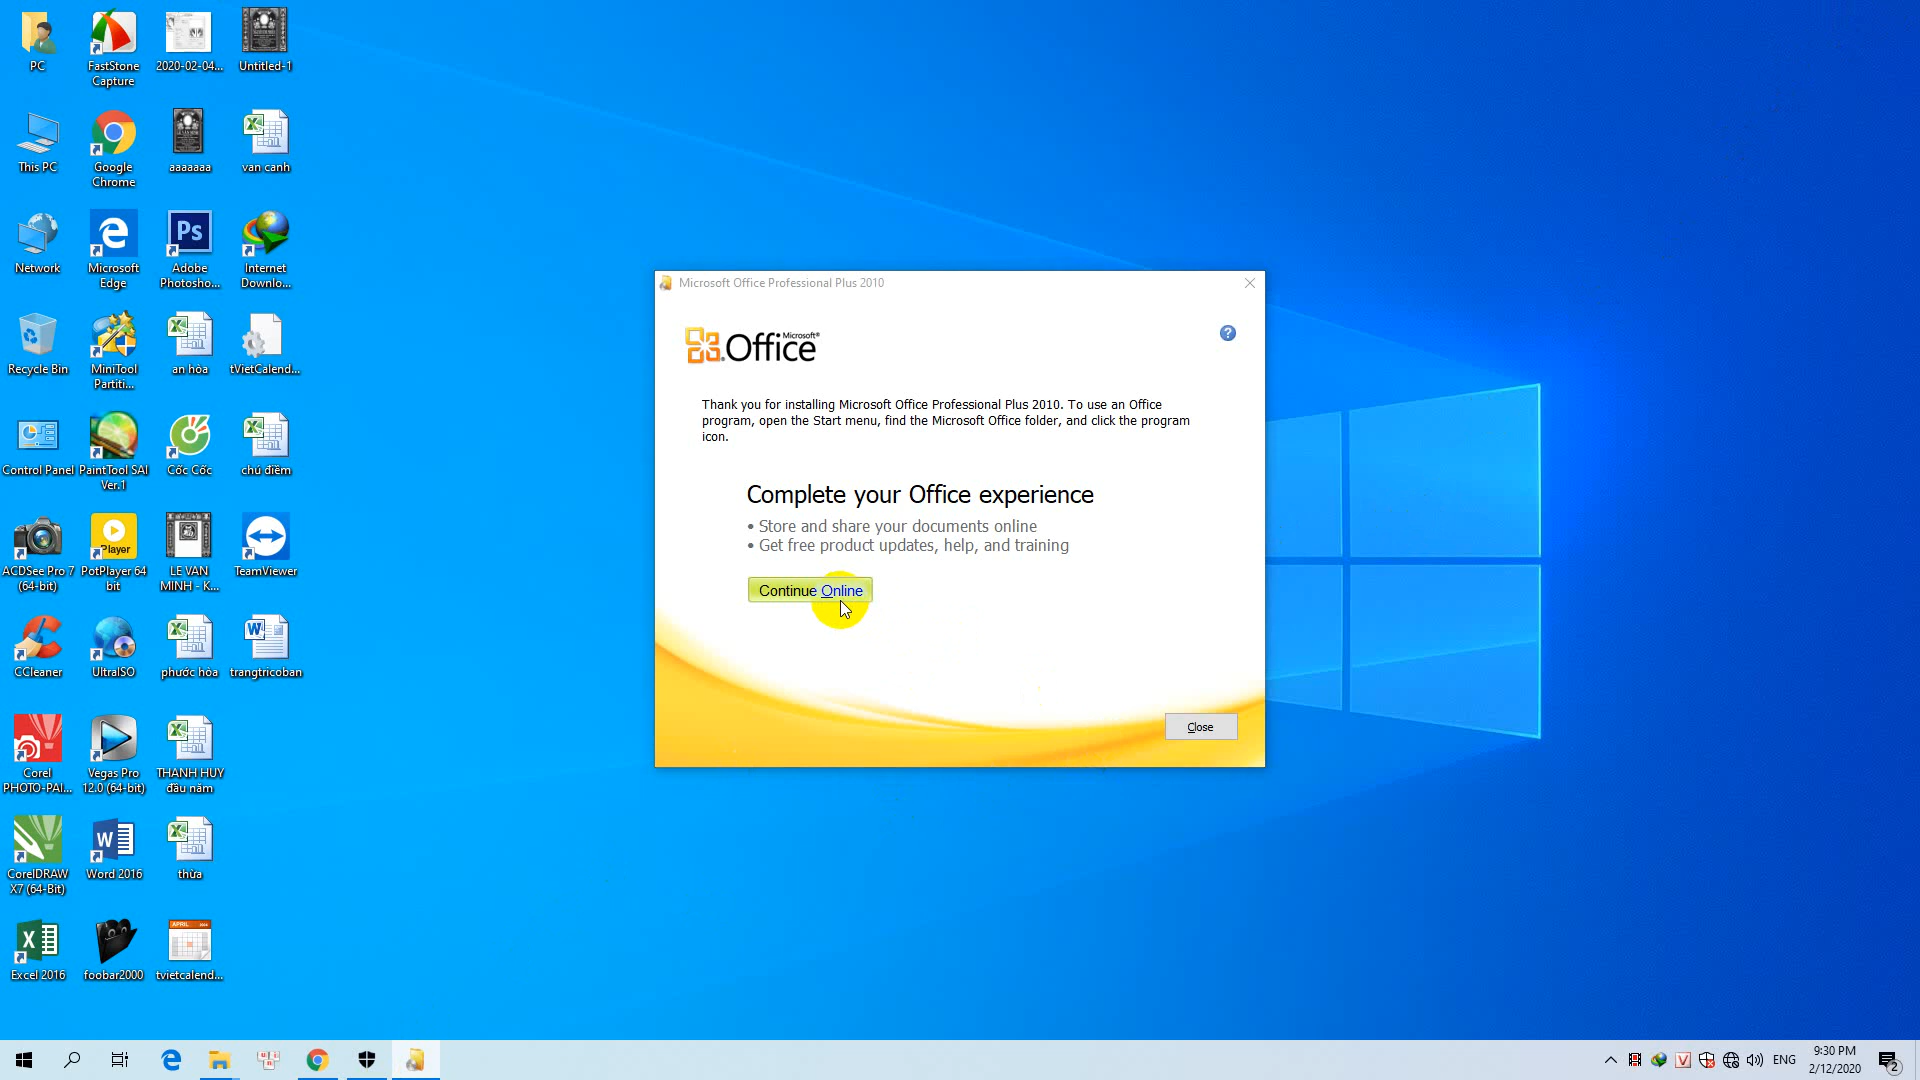 PC
FastStone
Capture
2020-02-04...
Untitled-1
This PC
Google
Chrome
aaaaaaa
van canh
Network
Microsoft
Edge
Ps
Adobe
Photosho...
Internet
Downlo...
Recycle Bin
MiniTool
Partiti...
an hòa
tVietCalend...
Control Panel
PaintTool SAI
Ver.1
Cốc Cốc
chú điềm
ACDSee Pro 7
(64-bit)
Player
PotPlayer 64
bit
LE VAN
MINH - K...
TeamViewer
CCleaner
UltraISO
phước hòa
trangtricoban
Corel
PHOTO-PAI...
Vegas Pro
12.0 (64-bit)
THANH HUY
đầu năm
CorelDRAW
X7 (64-Bit)
Word 2016
thừa
Excel 2016
foobar2000
APRIL
tvietcalend...
Microsoft Office Professional Plus 2010
Microsoft®
Office
Thank you for installing Microsoft Office Professional Plus 2010. To use an Office
program, open the Start menu, find the Microsoft Office folder, and click the program
icon.
Complete your Office experience
• Store and share your documents online
• Get free product updates, help, and training
Continue Online
Close
ENG
9:30 PM
2/12/2020
2